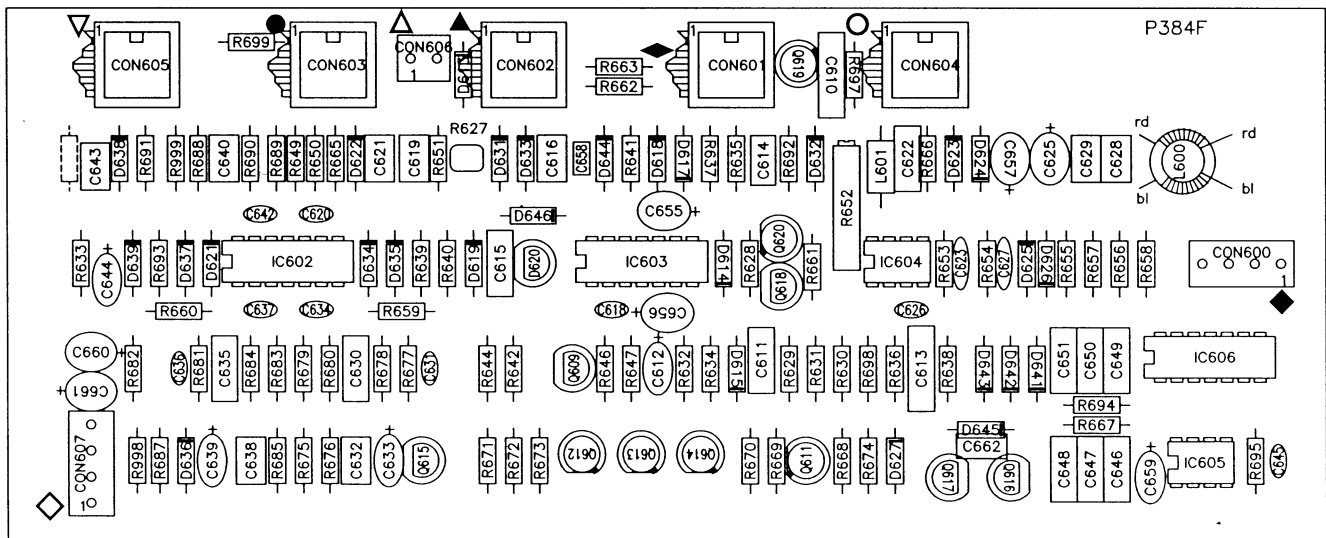 P384F
1 1 1 1 1
R699 CON606 Q619 C610 R697
CON605 CON603 1 CON602 R663 CON601 CON604
R662
R627 rd rd
C643 D638 R691 R999 R688 C640 R690 R689 R649 R650 R665 D622 C621 C619 R651 D631 D633 C616 C658 D644 R641 D618 D617 R637 R635 C614 R692 D632 R652 L601 C622 R666 D623 D624 C657 C625 C629 C628 L600
bl bl
C642 C620 D646 C655
R633 C644 D639 R693 D637 D621 IC602 D634 D635 R639 R640 D619 C615 D620 IC603 D614 R628 Q620 Q618 R661 IC604 R653 C623 R654 C627 D625 D629 R655 R657 R656 R658 CON600
1
R660 C637 C634 R659 C618 C656 C626
C660 R682 C636 R681 C635 R684 R683 R679 R680 C630 R678 R677 C631 R644 R642 Q609 R646 R647 C612 R632 R634 D615 C611 R629 R631 R630 R698 R636 C613 R638 D643 D642 D641 C651 C650 C649 IC606
C661
R694
R667
CON607 R998 R687 D636 C639 C638 R685 R675 R676 C632 C633 Q615 R671 R672 R673 Q612 Q613 Q614 R670 R669 Q611 R668 R674 D627 D645 C662 Q617 Q616 C648 C647 C646 C659 IC605 R695 C645
1